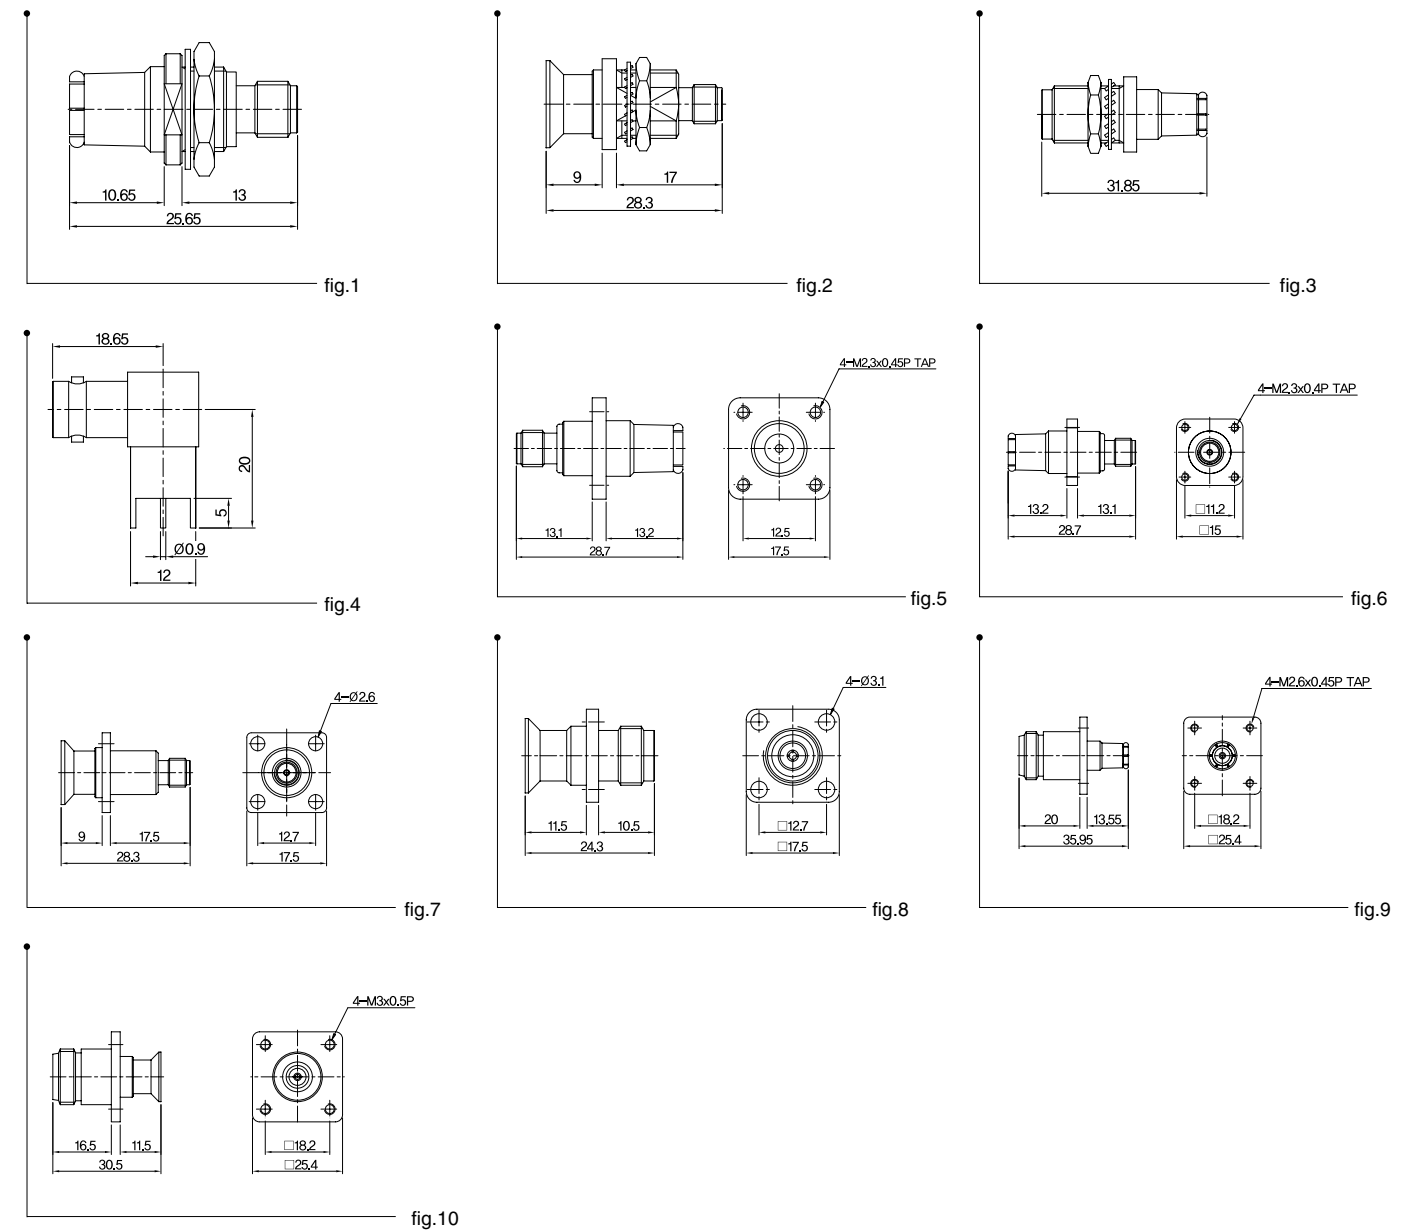 10.65
13
25.65
fig.1
9
17
28.3
fig.2
31.85
fig.3
18.65
20
5
Ø0.9
12
fig.4
4-M2.3x0.45P TAP
13.1
13.2
28.7
12.5
17.5
fig.5
4-M2.3x0.4P TAP
13.2
13.1
28.7
□11.2
□15
fig.6
4-Ø2.6
9
17.5
28.3
12.7
17.5
fig.7
4-Ø3.1
11.5
10.5
24.3
□12.7
□17.5
fig.8
4-M2.6x0.45P TAP
20
13.55
35.95
□18.2
□25.4
fig.9
4-M3x0.5P
16.5
11.5
30.5
□18.2
□25.4
fig.10